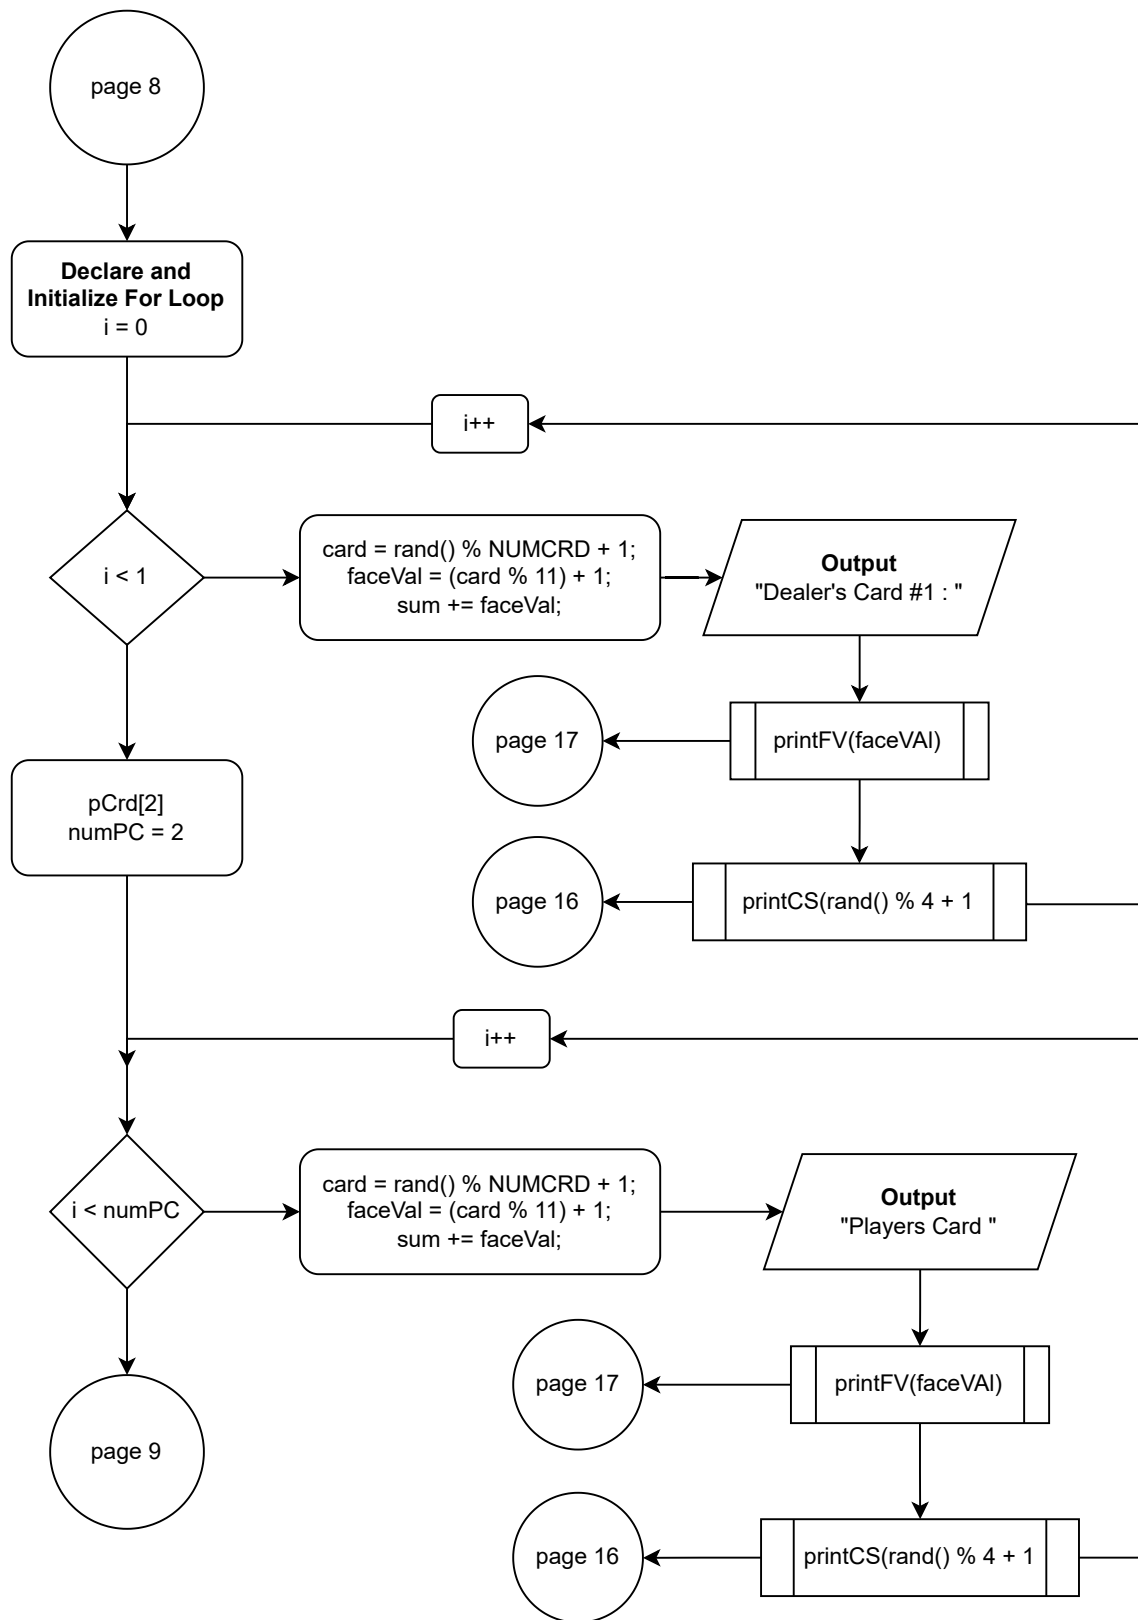 page 8
Declare and
Initialize For Loop
i = 0
i++
i < 1
card = rand() % NUMCRD + 1;
faceVal = (card % 11) + 1;
sum += faceVal;
Output
"Dealer's Card #1 : "
page 17
printFV(faceVAl)
pCrd[2]
numPC = 2
page 16
printCS(rand() % 4 + 1
i++
i < numPC
card = rand() % NUMCRD + 1;
faceVal = (card % 11) + 1;
sum += faceVal;
Output
"Players Card "
page 17
printFV(faceVAl)
page 9
page 16
printCS(rand() % 4 + 1